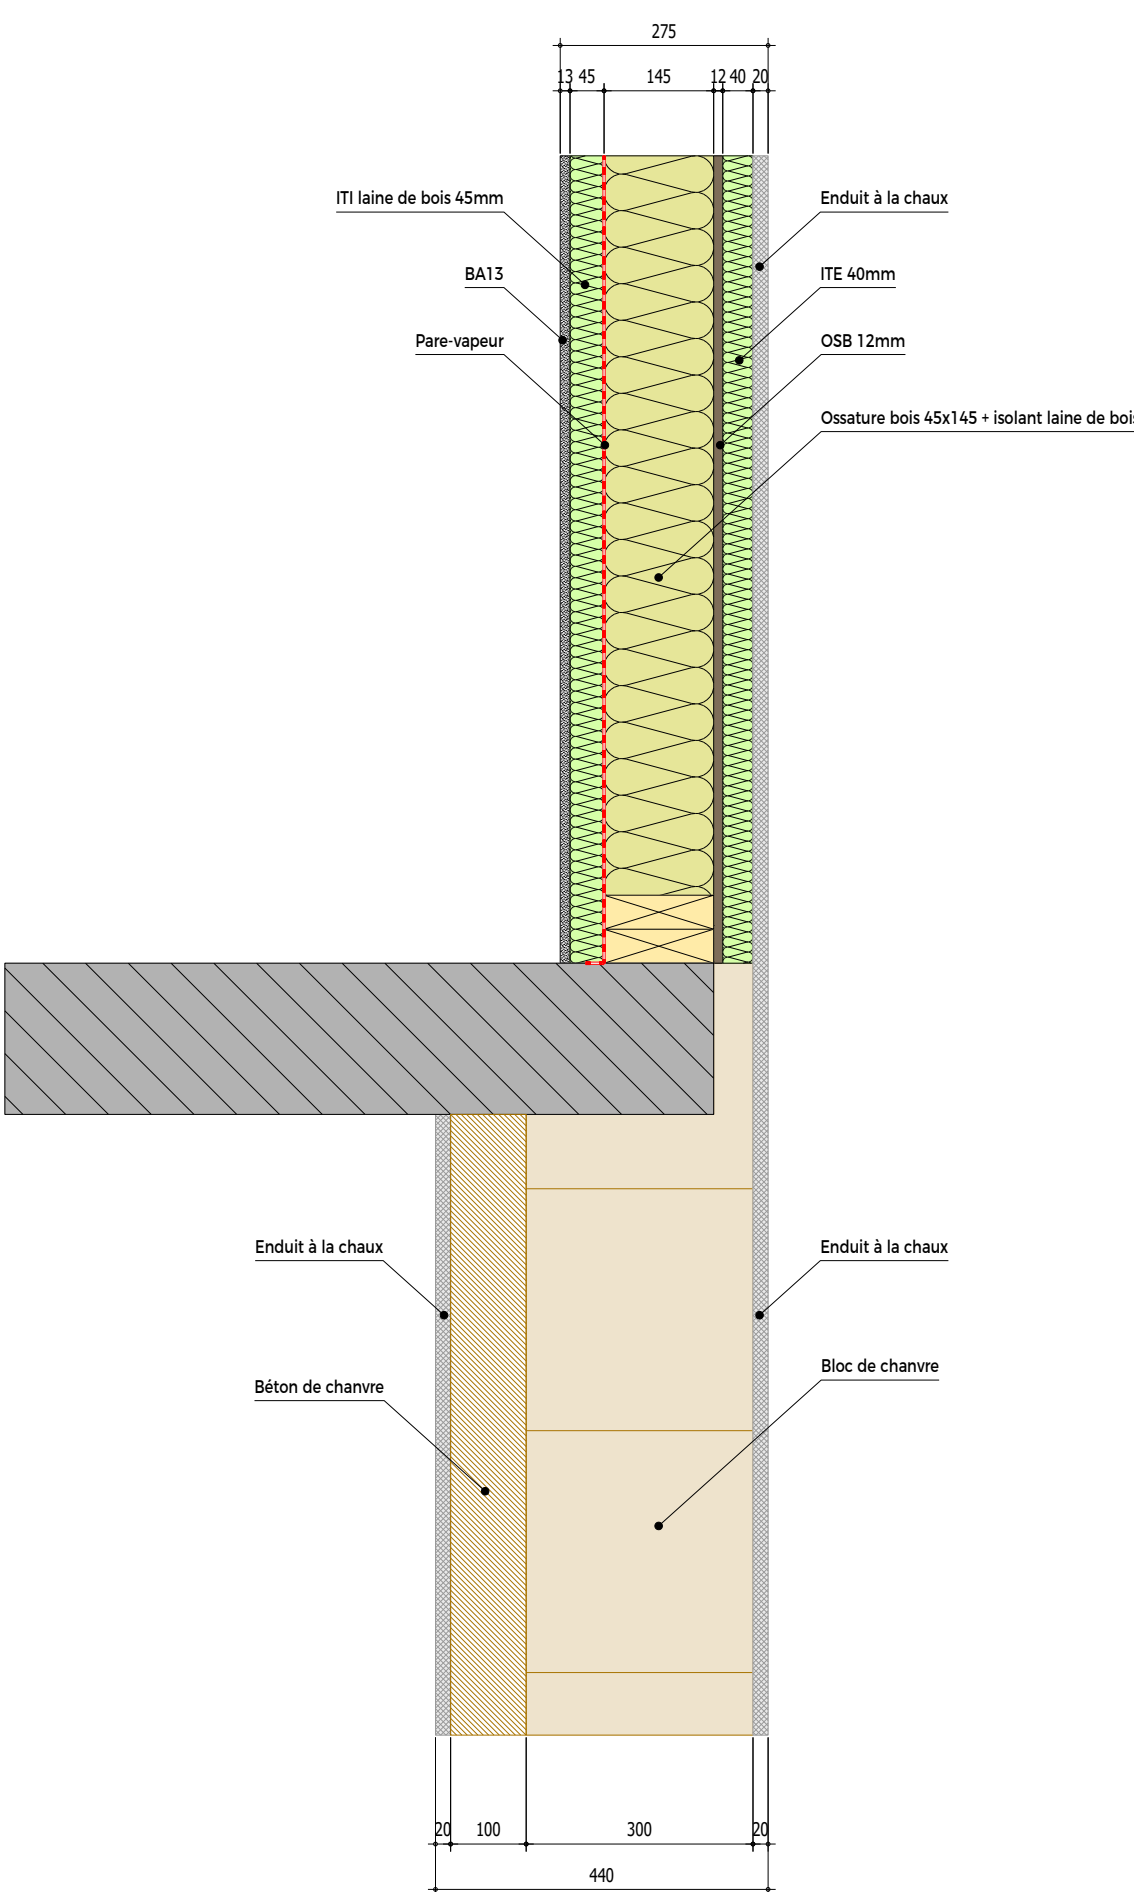 275
13 45 145 12 40 20
ITI laine de bois 45mm
Enduit à la chaux
BA13
ITE 40mm
Pare-vapeur
OSB 12mm
Ossature bois 45x145 + isolant laine de bois
Enduit à la chaux
Enduit à la chaux
Bloc de chanvre
Béton de chanvre
20 100 300 20
440